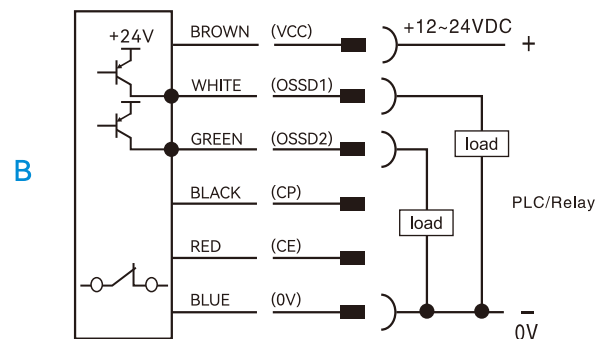 +24V BROWN (VCC) +12~24VDC +
WHITE (OSSD1)
load
GREEN (OSSD2)
B
BLACK (CP) PLC/Relay
load
RED (CE)
BLUE (0V) −
0V